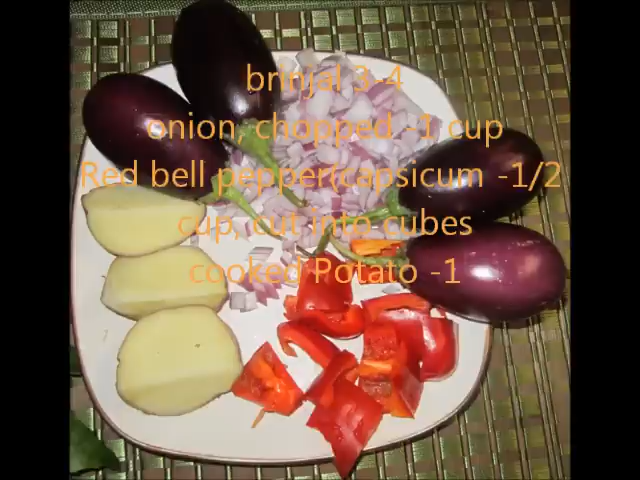 brinjal 3-4
onion, chopped -1 cup
Red bell pepper(capsicum -1/2
cup, cut into cubes
cooked Potato -1